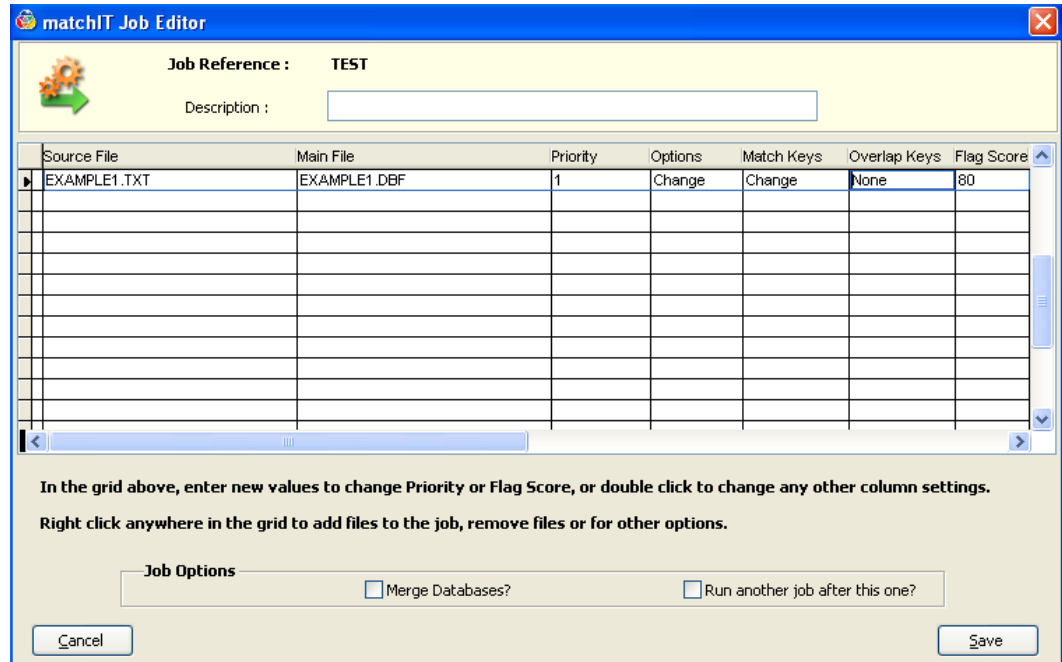 matchIT Job Editor
Job Reference : TEST
Description :
Source File Main File Priority Options Match Keys Overlap Keys Flag Score
EXAMPLE1.TXT EXAMPLE1.DBF 1 Change Change None 80
In the grid above, enter new values to change Priority or Flag Score, or double click to change any other column settings.
Right click anywhere in the grid to add files to the job, remove files or for other options.
Job Options
Merge Databases? Run another job after this one?
Cancel Save